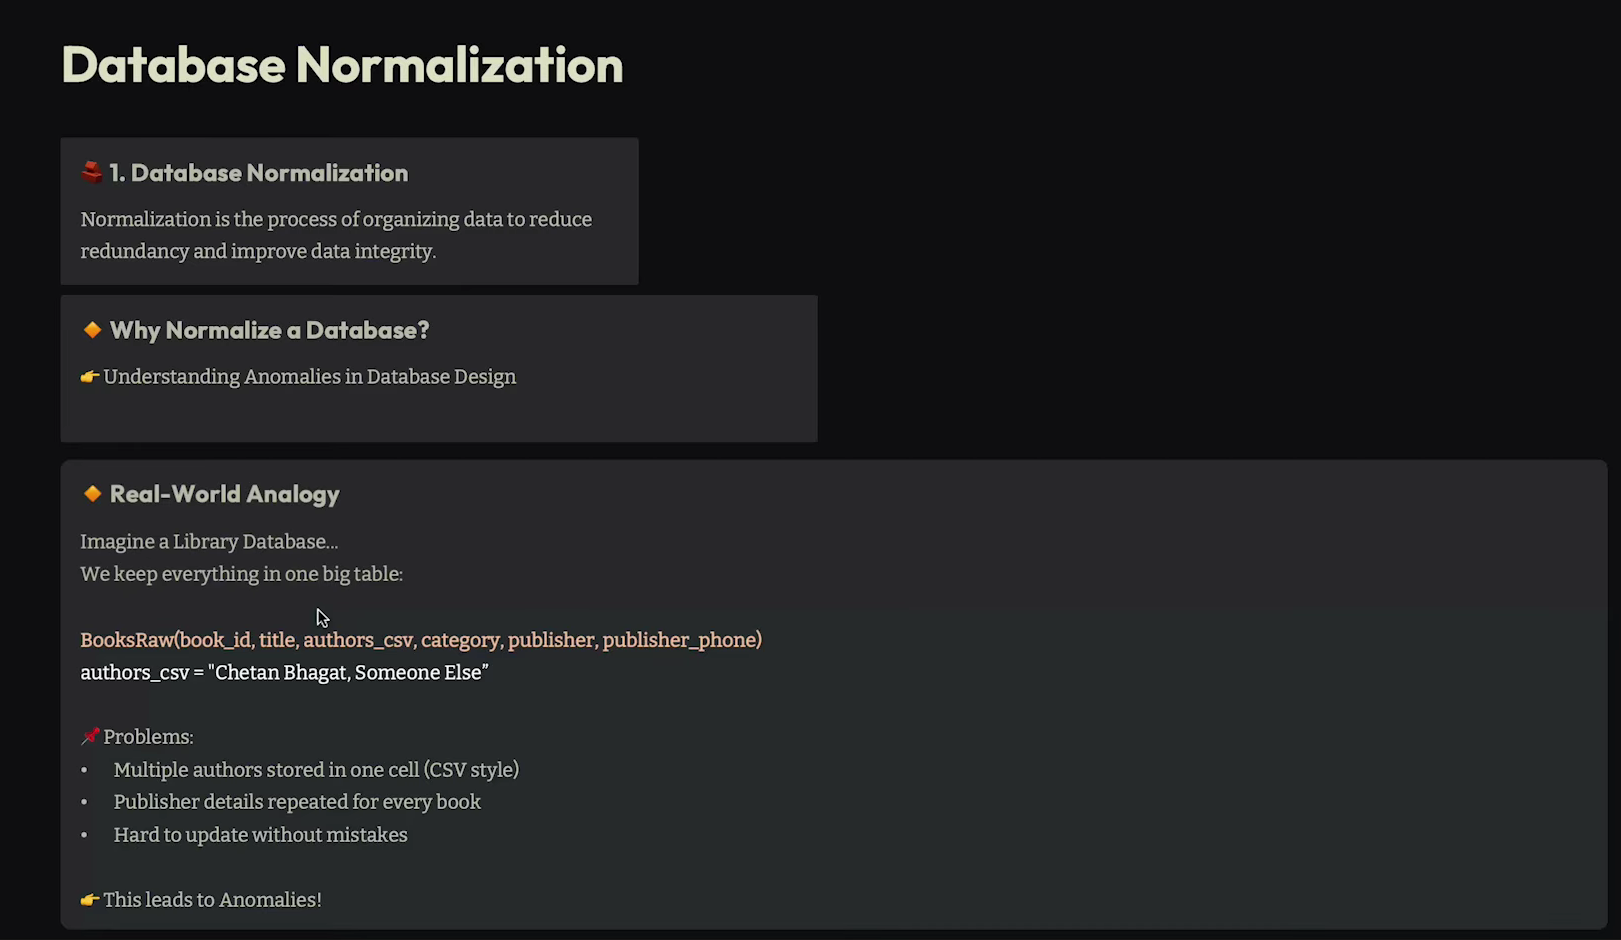 Database Normalization
1. Database Normalization
Normalization is the process of organizing data to reduce
redundancy and improve data integrity.
Why Normalize a Database?
Understanding Anomalies in Database Design
Real-World Analogy
Imagine a Library Database...
We keep everything in one big table:
BooksRaw(book_id, title, authors_csv, category, publisher, publisher_phone)
authors_csv = "Chetan Bhagat, Someone Else”
Problems:
• Multiple authors stored in one cell (CSV style)
• Publisher details repeated for every book
• Hard to update without mistakes
This leads to Anomalies!